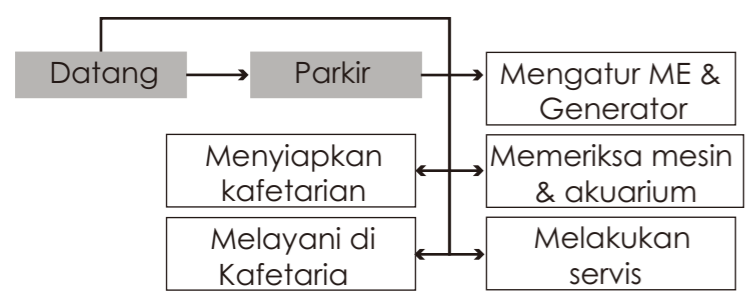 Datang
Parkir
Mengatur ME &
Generator
Menyiapkan
kafetarian
Memeriksa mesin
& akuarium
Melayani di
Kafetaria
Melakukan
servis